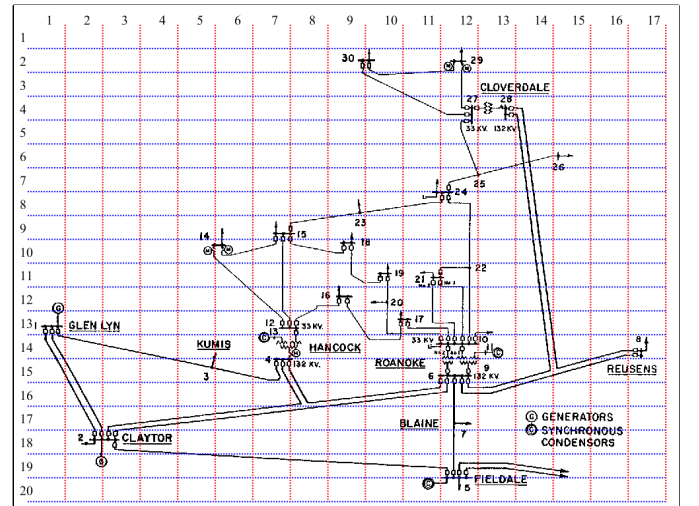 1 2 3 4 5 6 7 8 9 10 11 12 13 14 15 16 17
1
2
3
4
5
6
7
8
9
10
11
12
13
14
15
16
17
18
19
20
30
29
CLOVERDALE
27
28
33 KV.
132 KV.
26
25
24
23
14
15
18
22
19
21
16
20
17
12
33 KV.
13
HANCOCK
1
GLEN LYN
G
KUMIS
3
C
4
132 KV.
33 KV.
10
11
C
ROANOKE
9
6
132 KV.
8
REUSENS
BLAINE
7
2
CLAYTOR
G
G GENERATORS
C SYNCHRONOUS
CONDENSORS
5
FIELDALE
C